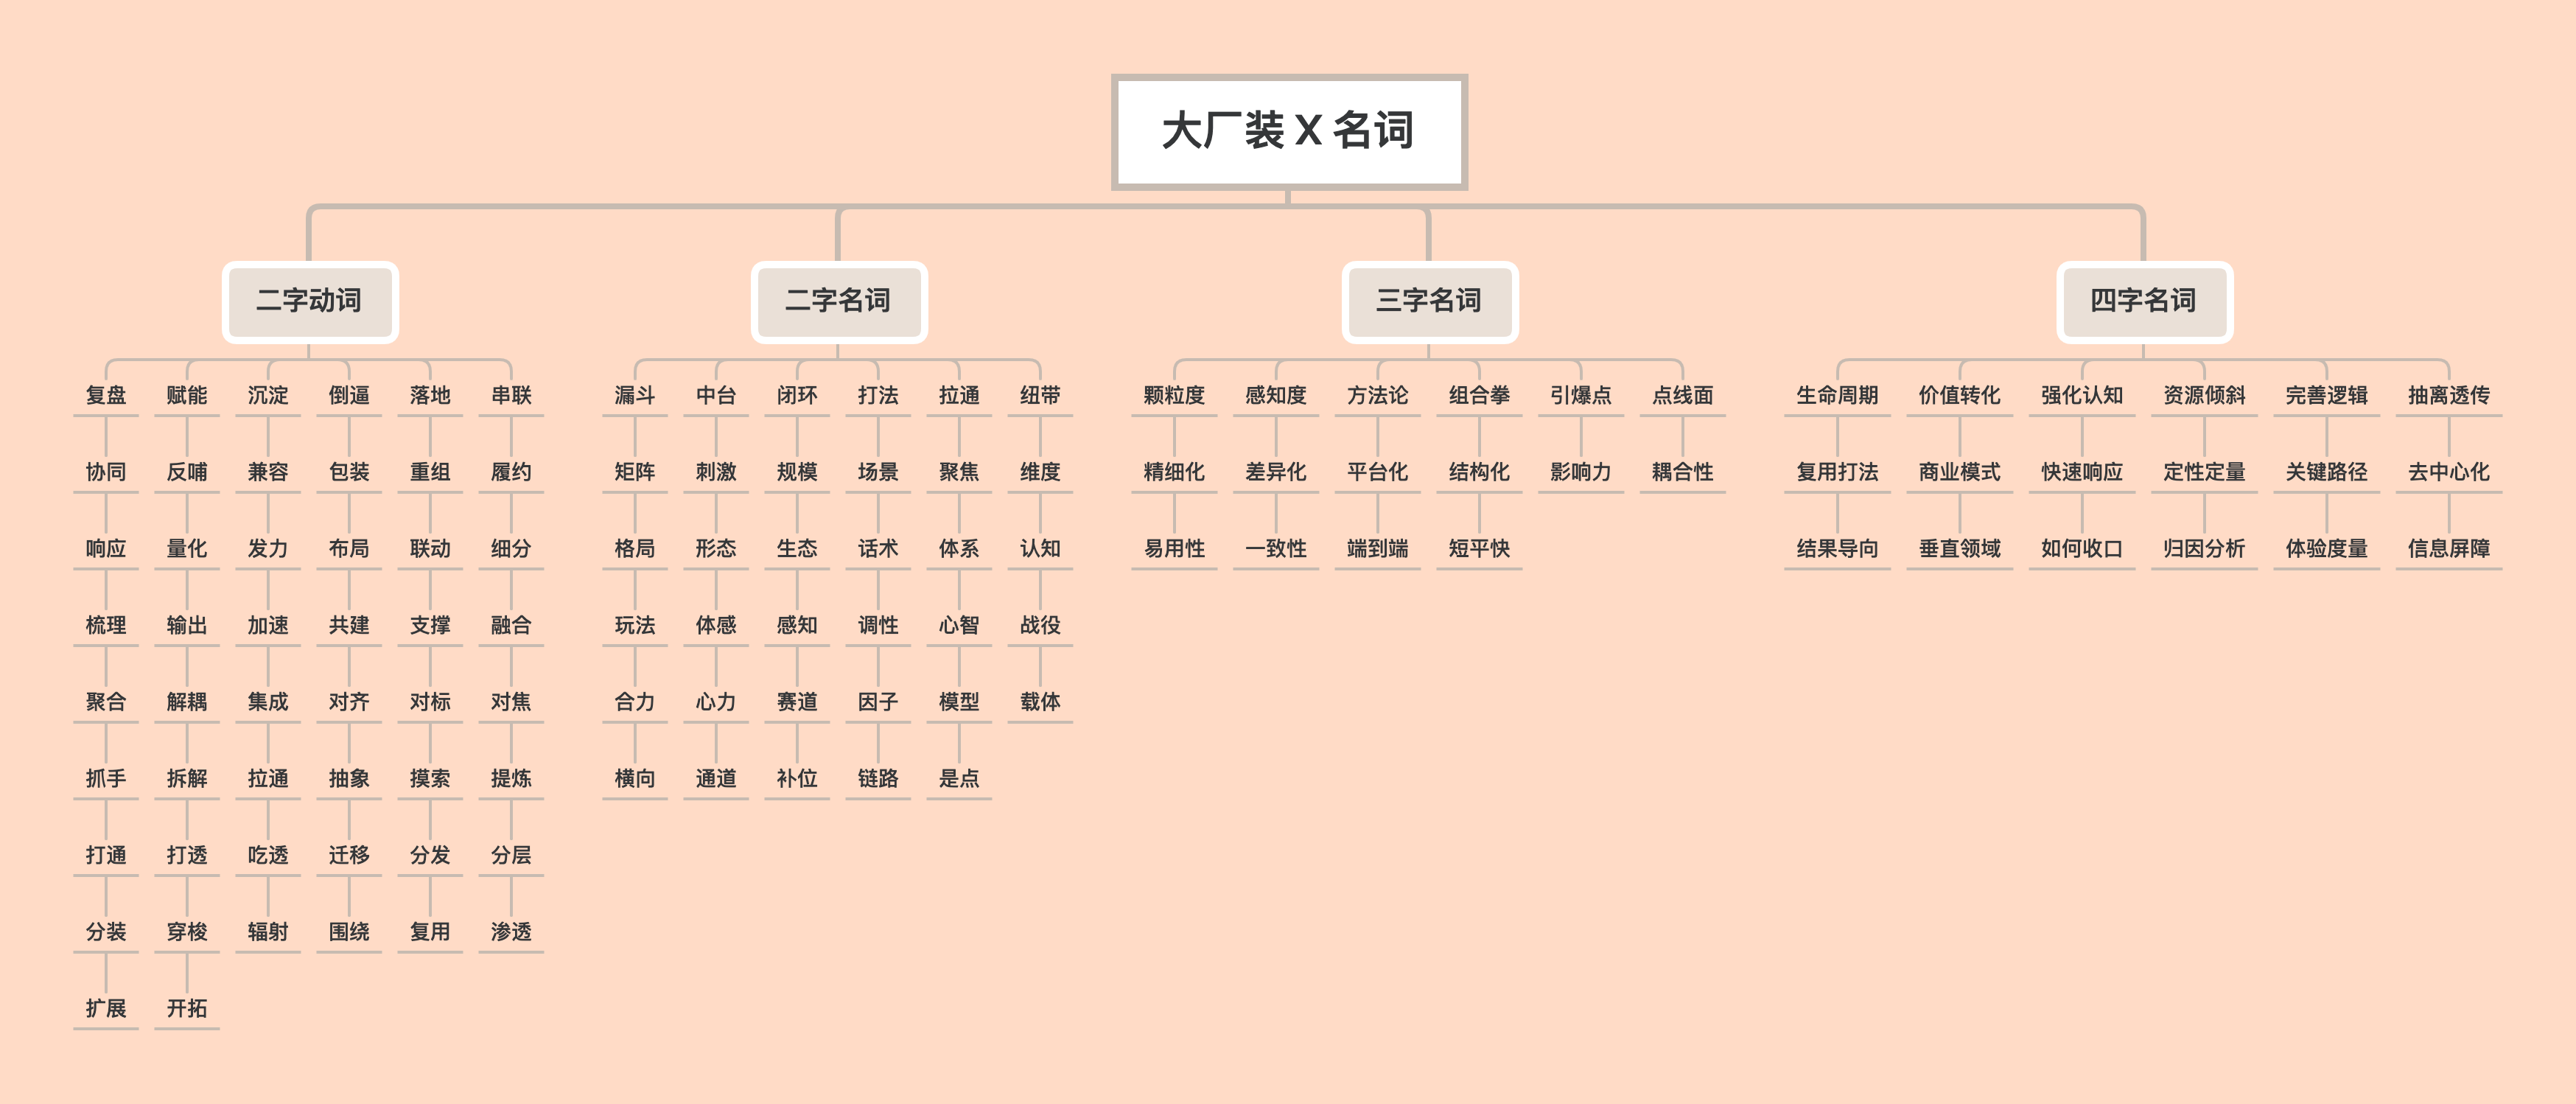 大厂装 X 名词
二字动词 二字名词 三字名词 四字名词
复盘 赋能 沉淀 倒逼 落地 串联 漏斗 中台 闭环 打法 拉通 纽带 颗粒度 感知度 方法论 组合拳 引爆点 点线面 生命周期 价值转化 强化认知 资源倾斜 完善逻辑 抽离透传
协同 反哺 兼容 包装 重组 履约 矩阵 刺激 规模 场景 聚焦 维度 精细化 差异化 平台化 结构化 影响力 耦合性 复用打法 商业模式 快速响应 定性定量 关键路径 去中心化
响应 量化 发力 布局 联动 细分 格局 形态 生态 话术 体系 认知 易用性 一致性 端到端 短平快 结果导向 垂直领域 如何收口 归因分析 体验度量 信息屏障
梳理 输出 加速 共建 支撑 融合 玩法 体感 感知 调性 心智 战役
聚合 解耦 集成 对齐 对标 对焦 合力 心力 赛道 因子 模型 载体
抓手 拆解 拉通 抽象 摸索 提炼 横向 通道 补位 链路 是点
打通 打透 吃透 迁移 分发 分层
分装 穿梭 辐射 围绕 复用 渗透
扩展 开拓